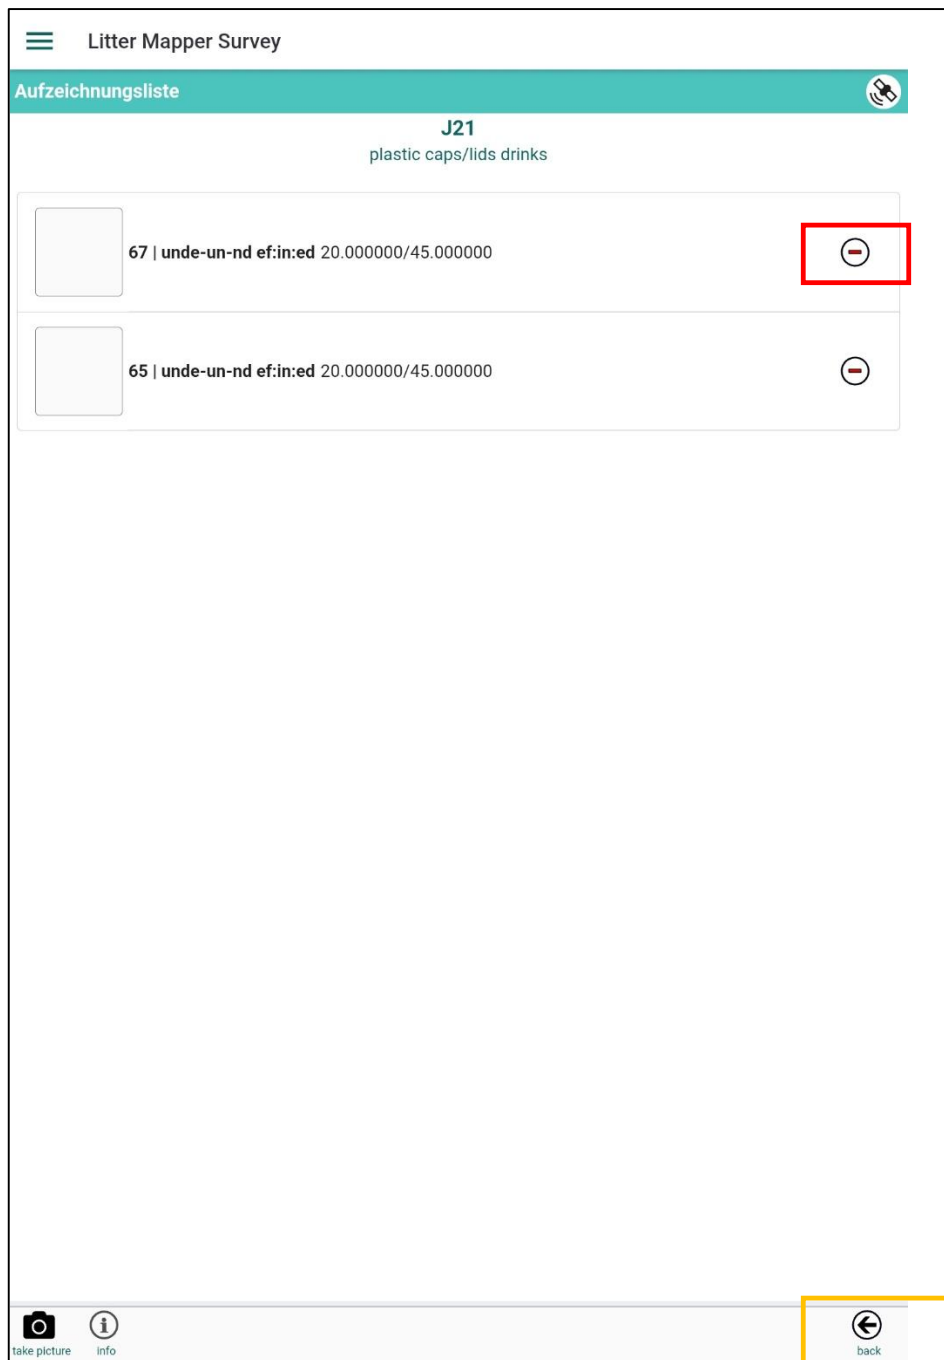 Litter Mapper Survey
Aufzeichnungsliste
J21
plastic caps/lids drinks
67 | unde-un-nd ef:in:ed 20.000000/45.000000
65 | unde-un-nd ef:in:ed 20.000000/45.000000
take picture info back